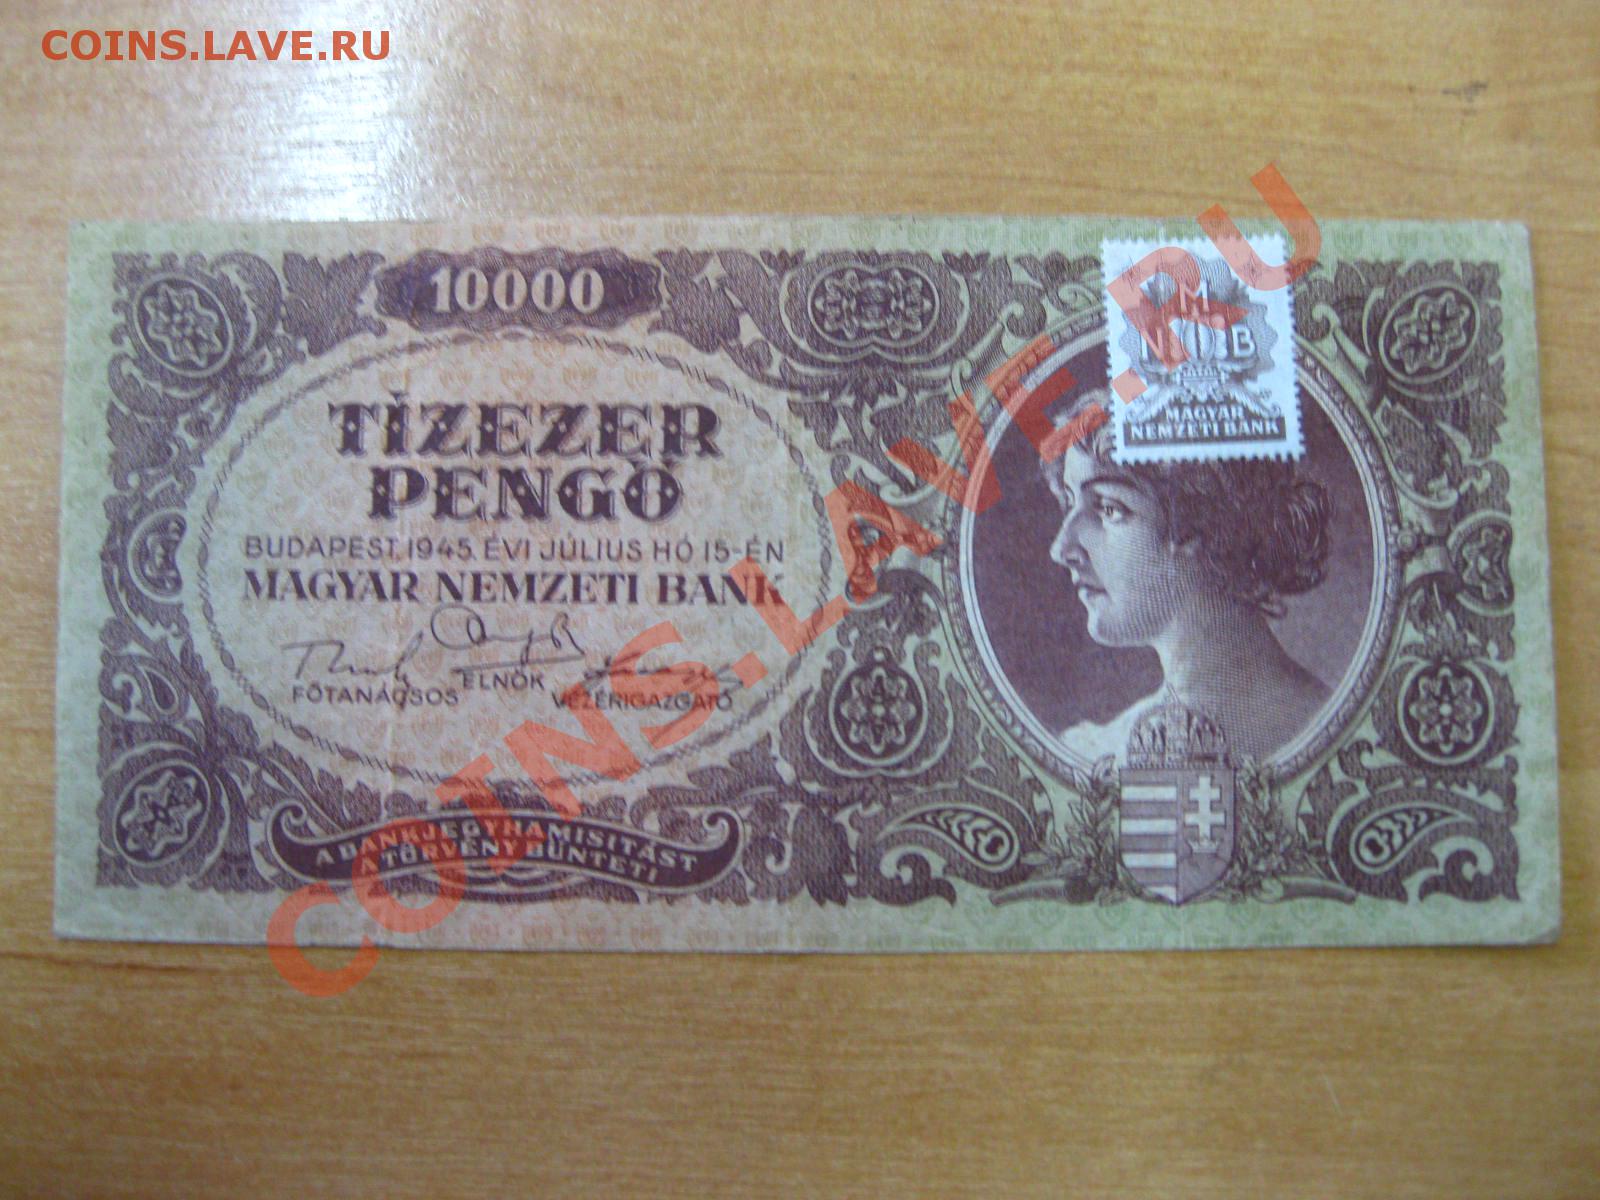 COINS.LAVE.RU
10000
TÍZEZER
PENGŐ
BUDAPEST, 1945. ÉVI JÚLIUS HÓ 15-ÉN
MAGYAR NEMZETI BANK
FŐTANÁCSOS
ELNÖK
VEZÉRIGAZGATÓ
A BANKJEGYHAMISÍTÁST
A TÖRVÉNY BÜNTETI
M
N B
MAGYAR
NEMZETI BANK
COINS.LAVE.RU